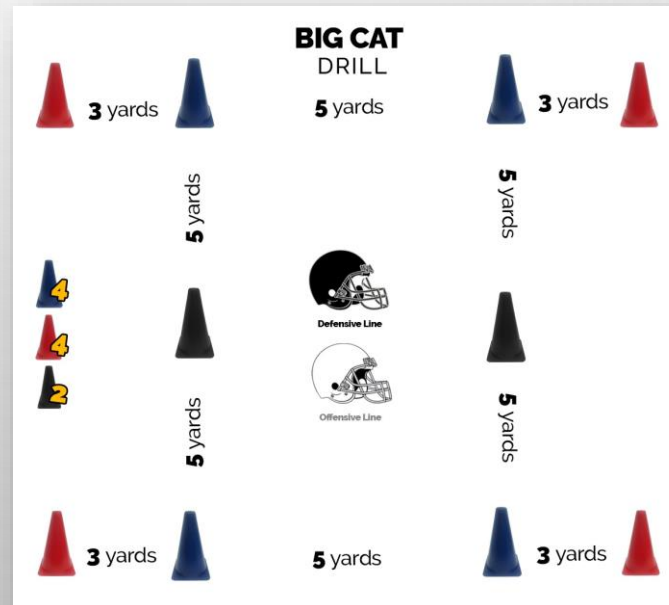 BIG CAT
DRILL
3 yards
5 yards
3 yards
5 yards
5 yards
4
4
2
Defensive Line
Offensive Line
5 yards
5 yards
3 yards
5 yards
3 yards